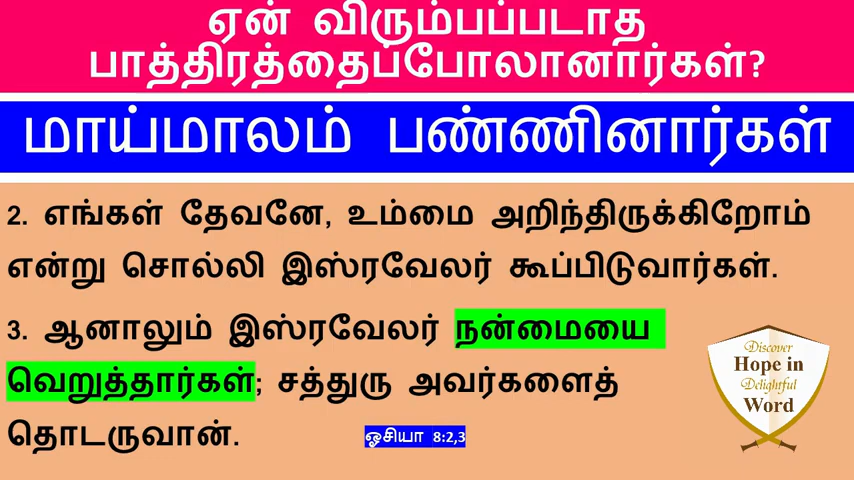 ஏன் விரும்பப்படாத
பாத்திரத்தைப்போலானார்கள்?
மாய்மாலம் பண்ணினார்கள்
2. எங்கள் தேவனே, உம்மை அறிந்திருக்கிறோம்
என்று சொல்லி இஸ்ரவேலர் கூப்பிடுவார்கள்.
3. ஆனாலும் இஸ்ரவேலர் நன்மையை
வெறுத்தார்கள்; சத்துரு அவர்களைத்
தொடருவான்.
ஓசியா 8:2,3
Discover
Hope in
Delightful
Word